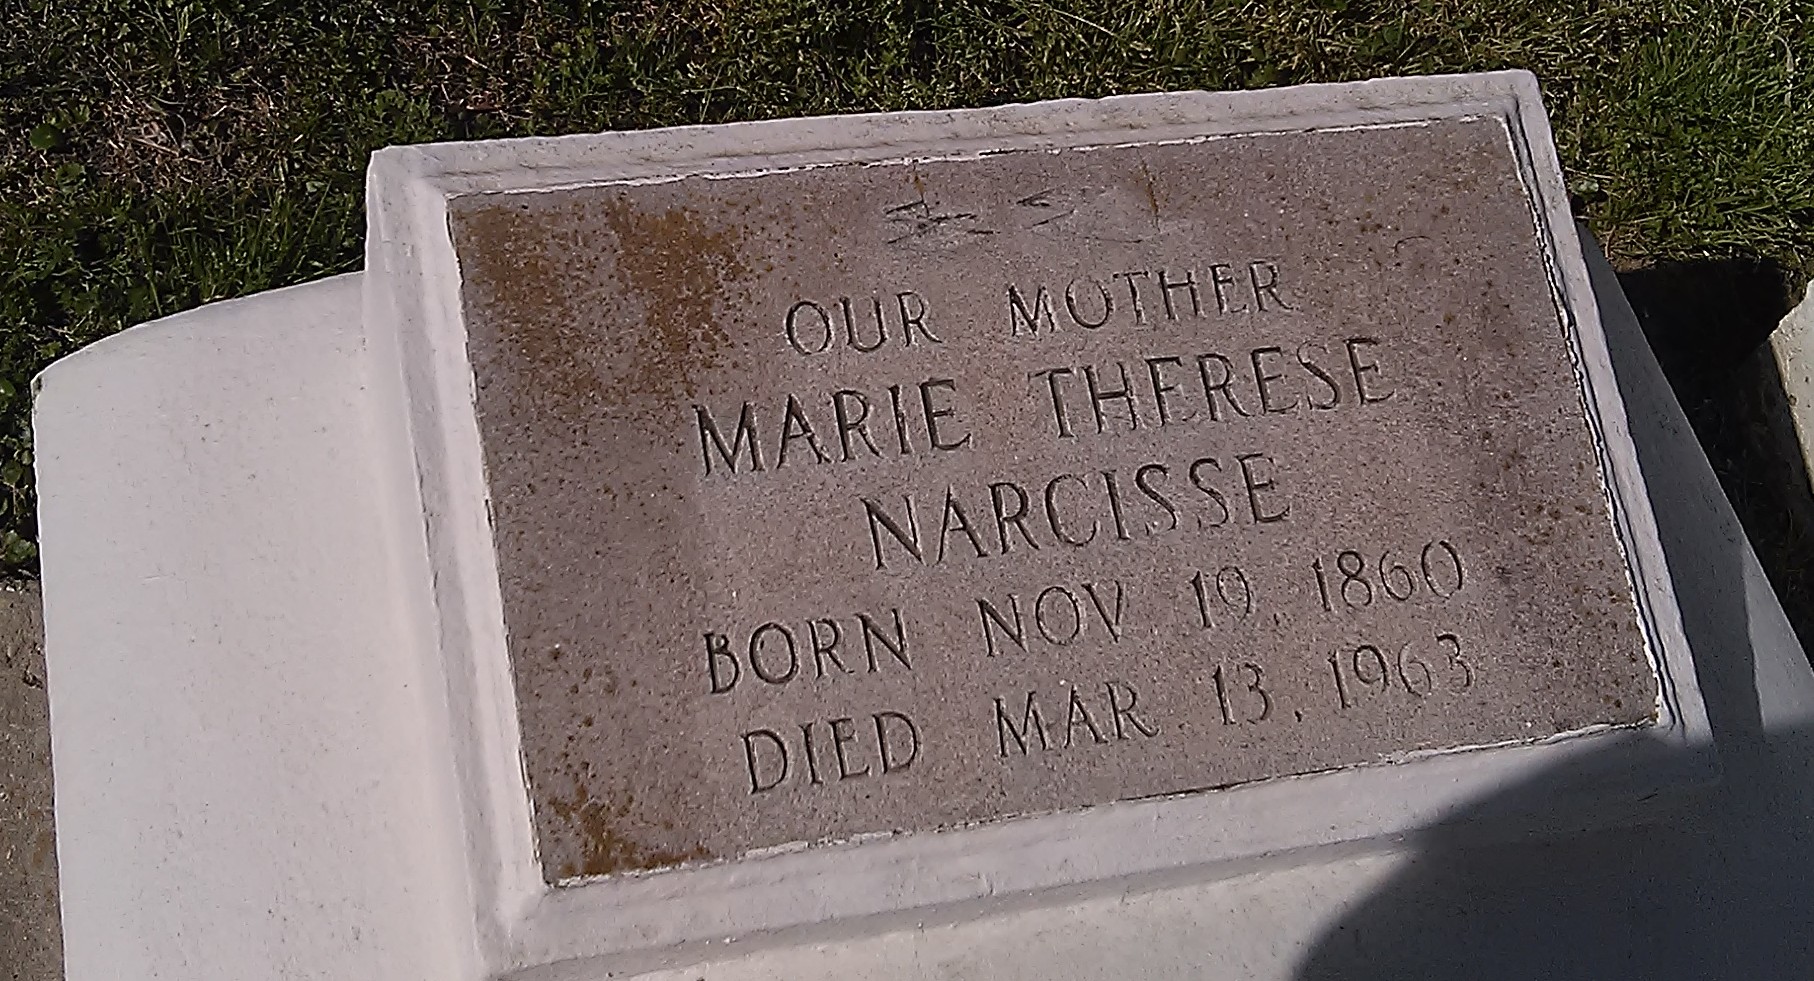 OUR MOTHER
MARIE THERESE
NARCISSE
BORN NOV 19, 1860
DIED MAR 13, 1963